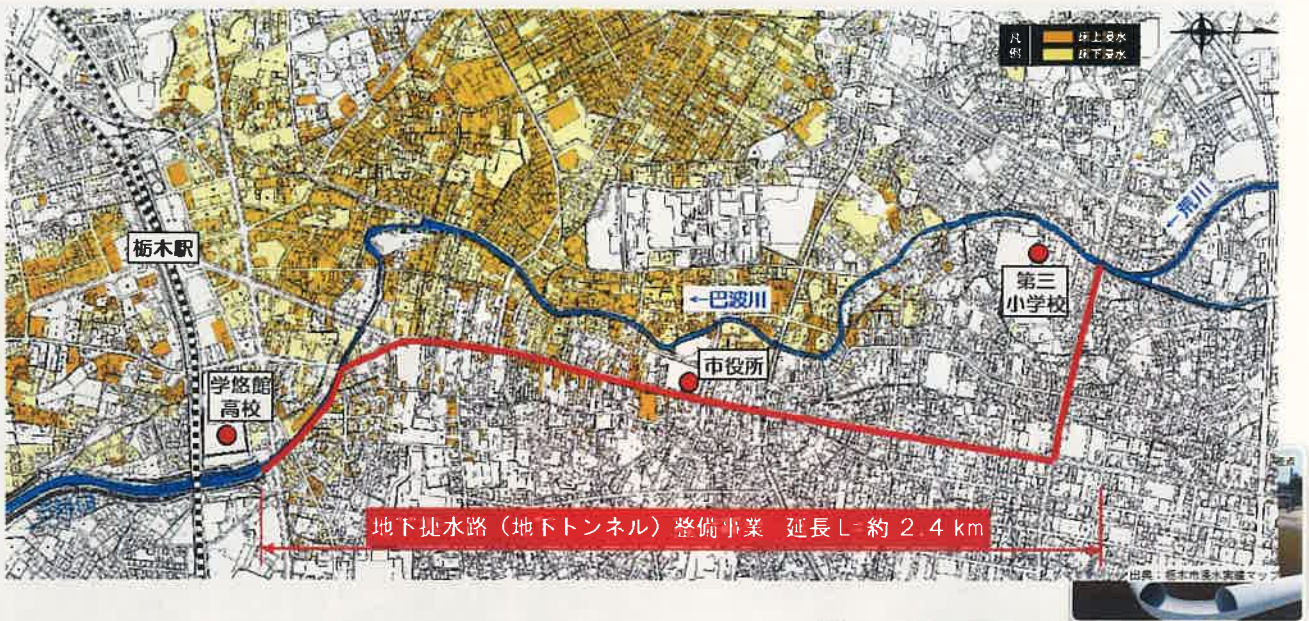 凡例
床上浸水
床下浸水
←荒川
栃木駅
第三
小学校
←巴波川
市役所
学悠館
高校
地下捷水路（地下トンネル）整備事業 延長L=約 2.4 km
出典：栃木市浸水実績マップ